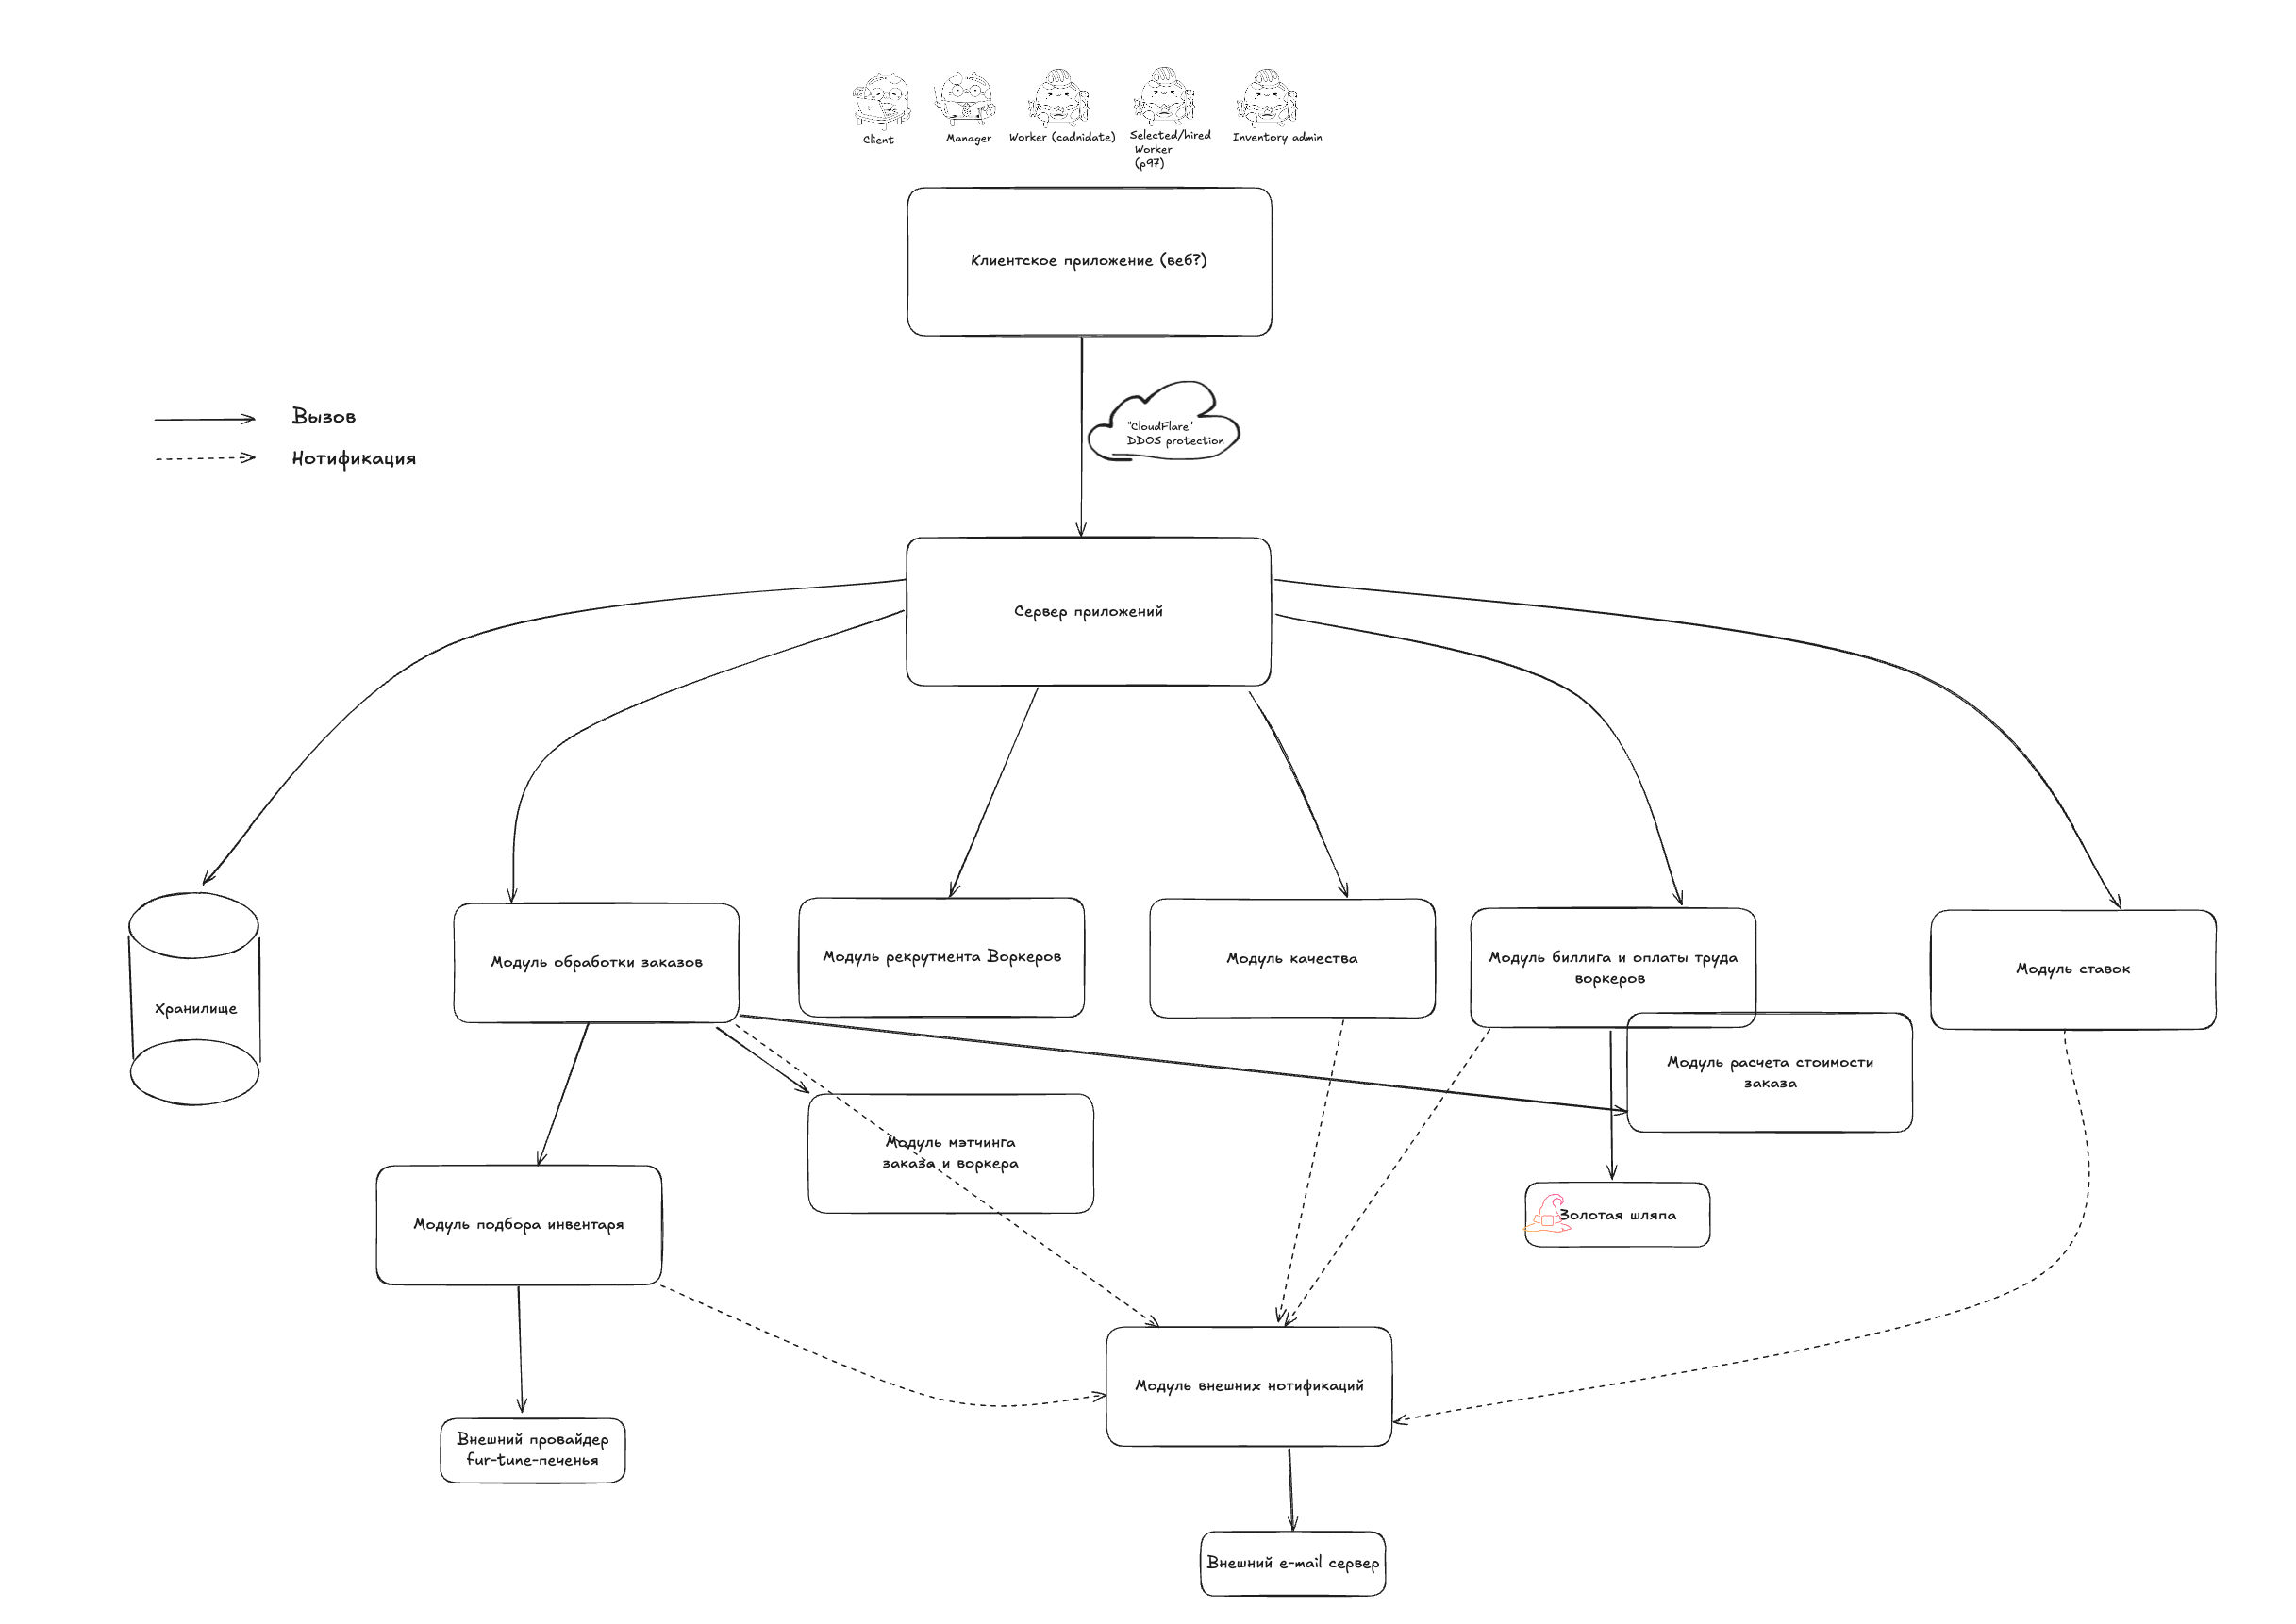 Client
Manager
Worker (cadnidate)
Selected/hired
Worker
(p97)
Inventory admin
Клиентское приложение (веб?)
"CloudFlare"
DDOS protection
Вызов
Нотификация
Сервер приложений
Хранилище
Модуль обработки заказов
Модуль рекрутмента Воркеров
Модуль качества
Модуль биллига и оплаты труда
воркеров
Модуль ставок
Модуль расчета стоимости
заказа
Модуль мэтчинга
заказа и воркера
Модуль подбора инвентаря
Золотая шляпа
Модуль внешних нотификаций
Внешний провайдер
fur-tune-печенья
Внешний e-mail сервер